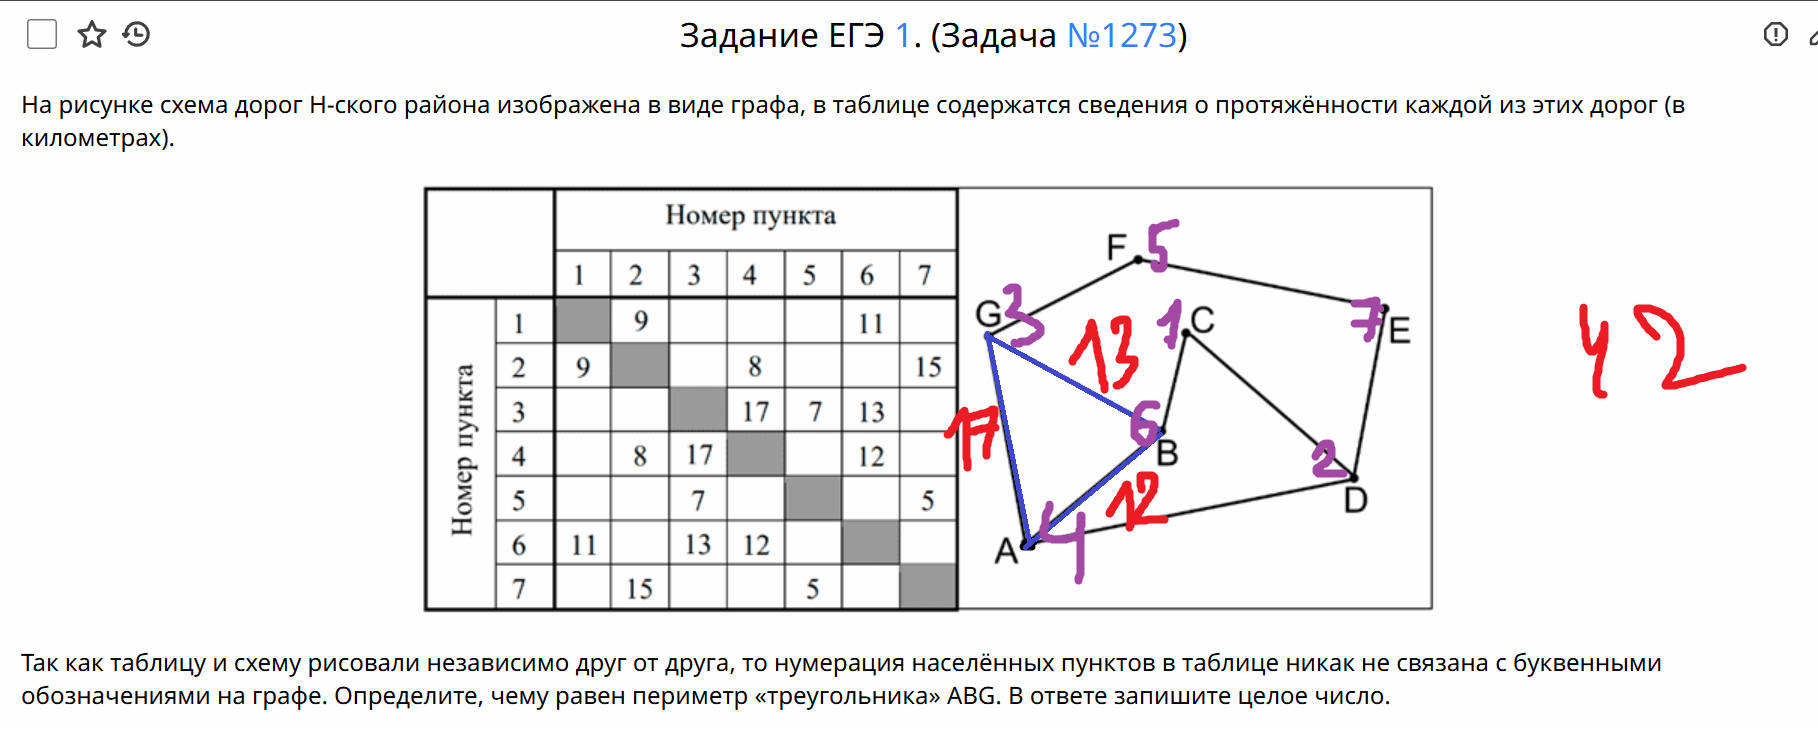 Задание ЕГЭ 1. (Задача №1273)
На рисунке схема дорог Н-ского района изображена в виде графа, в таблице содержатся сведения о протяжённости каждой из этих дорог (в
километрах).
Номер пункта
1 2 3 4 5 6 7
Номер пункта
1 9 11
2 9 8 15
3 17 7 13
4 8 17 12
5 7 5
6 11 13 12
7 15 5
F 5
G 3
13
1 C
7 E
17
6
B
2
D
12
A 4
42
Так как таблицу и схему рисовали независимо друг от друга, то нумерация населённых пунктов в таблице никак не связана с буквенными
обозначениями на графе. Определите, чему равен периметр «треугольника» ABG. В ответе запишите целое число.